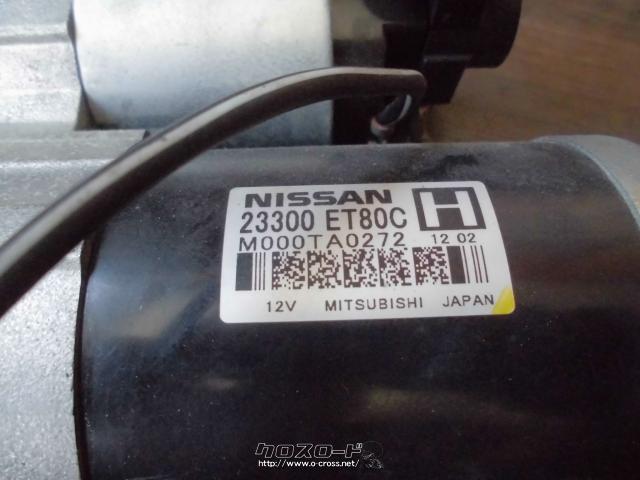 NISSAN
23300 ET80C H
M000TA0272 12 02
12V MITSUBISHI JAPAN
クロスロード
http://www.o-cross.net/